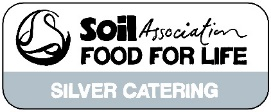 Soil Association
FOOD FOR LIFE
SILVER CATERING